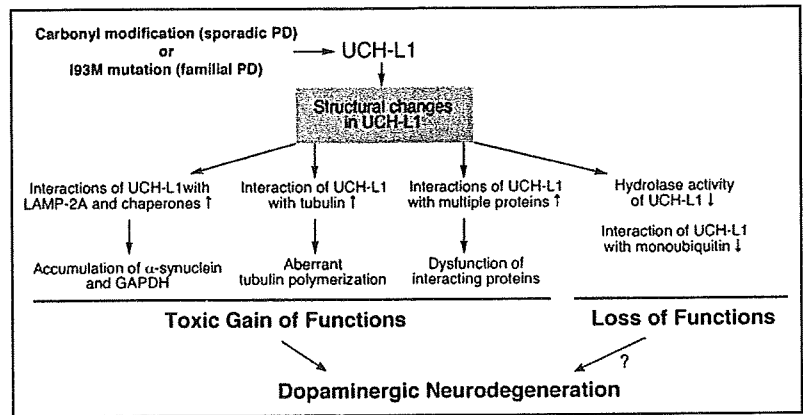 Carbonyl modification (sporadic PD)
or
I93M mutation (familial PD)
UCH-L1
Structural changes
in UCH-L1
Interactions of UCH-L1with
LAMP-2A and chaperones ↑
Interaction of UCH-L1
with tubulin ↑
Interactions of UCH-L1
with multiple proteins ↑
Hydrolase activity
of UCH-L1 ↓
Interaction of UCH-L1
with monoubiquitin ↓
Accumulation of α-synuclein
and GAPDH
Aberrant
tubulin polymerization
Dysfunction of
interacting proteins
Toxic Gain of Functions
Loss of Functions
?
Dopaminergic Neurodegeneration